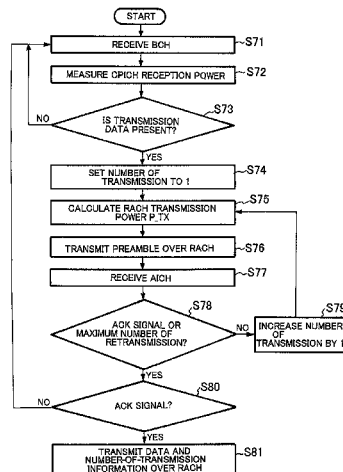 START
RECEIVE BCH
S71
MEASURE CPICH RECEPTION POWER
S72
S73
NO
IS
TRANSMISSION
DATA PRESENT?
YES
S74
SET NUMBER OF
TRANSMISSION TO 1
S75
CALCULATE RACH TRANSMISSION
POWER P_TX
TRANSMIT PREAMBLE OVER RACH
S76
RECEIVE AICH
S77
S78
ACK SIGNAL OR
MAXIMUM NUMBER OF
RETRANSMISSION?
NO
S79
INCREASE NUMBER
OF
TRANSMISSION BY 1
YES
S80
NO
ACK SIGNAL?
YES
TRANSMIT DATA AND
NUMBER-OF-TRANSMISSION
INFORMATION OVER RACH
S81